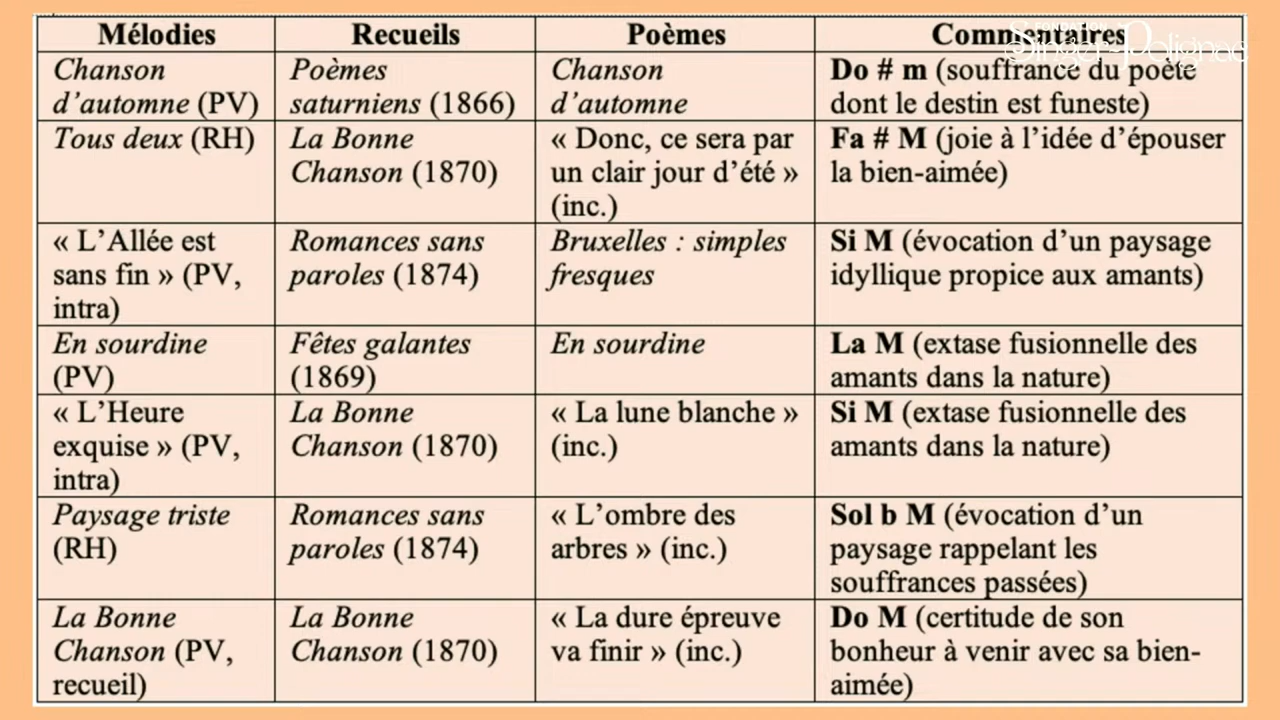 FONDATION
Singer-Polignac
Mélodies Recueils Poèmes Commentaires
Chanson d’automne (PV)
Poèmes saturniens (1866)
Chanson d’automne
Do # m (souffrance du poète
dont le destin est funeste)
Tous deux (RH)
La Bonne
Chanson (1870)
« Donc, ce sera par
un clair jour d’été »
(inc.)
Fa # M (joie à l’idée d’épouser
la bien-aimée)
« L’Allée est
sans fin » (PV,
intra)
Romances sans
paroles (1874)
Bruxelles : simples
fresques
Si M (évocation d’un paysage
idyllique propice aux amants)
En sourdine
(PV)
Fêtes galantes
(1869)
En sourdine
La M (extase fusionnelle des
amants dans la nature)
« L’Heure
exquise » (PV,
intra)
La Bonne
Chanson (1870)
« La lune blanche »
(inc.)
Si M (extase fusionnelle des
amants dans la nature)
Paysage triste
(RH)
Romances sans
paroles (1874)
« L’ombre des
arbres » (inc.)
Sol b M (évocation d’un
paysage rappelant les
souffrances passées)
La Bonne
Chanson (PV,
recueil)
La Bonne
Chanson (1870)
« La dure épreuve
va finir » (inc.)
Do M (certitude de son
bonheur à venir avec sa bien-
aimée)